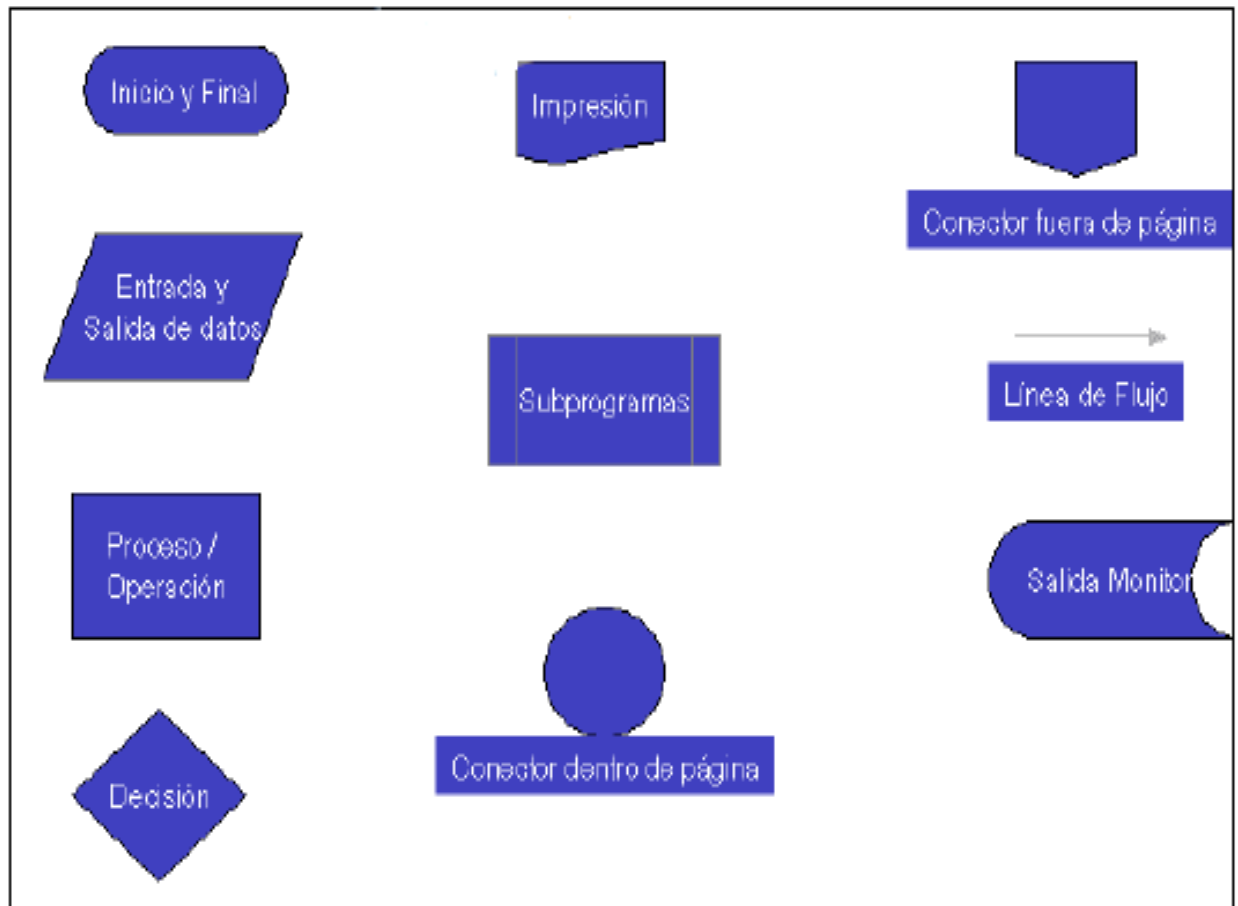 Inicio y Final
Impresión
Conector fuera de página
Entrada y
Salida de datos
Subprogramas
Línea de Flujo
Proceso /
Operación
Salida Monitor
Conector dentro de página
Decisión